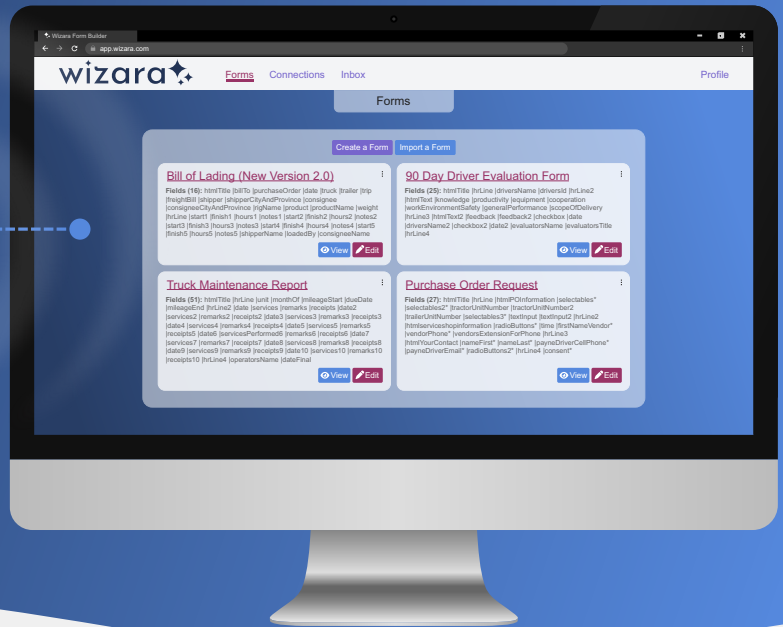 Wizara Form Builder
app.wizara.com
wizara
Forms Connections Inbox Profile
Forms
Create a Form Import a Form
Bill of Lading (New Version 2.0)
Fields (16): htmlTitle |billTo |purchaseOrder |date |truck |trailer |trip
|freightBill |shipper |shipperCityAndProvince |consignee
|consigneeCityAndProvince |rigName |product |productName |weight
|hrLine |start1 |finish1 |hours1 |notes1 |start2 |finish2 |hours2 |notes2
|start3 |finish3 |hours3 |notes3 |start4 |finish4 |hours4 |notes4 |start5
|finish5 |hours5 |notes5 |shipperName |loadedBy |consigneeName
View Edit
90 Day Driver Evaluation Form
Fields (25): htmlTitle |hrLine |driversName |driversId |hrLine2
|htmlText |knowledge |productivity |equipment |cooperation
|workEnvironmentSafety |generalPerformance |scopeOfDelivery
|hrLine3 |htmlText2 |feedback |feedback2 |checkbox |date
|driversName2 |checkbox2 |date2 |evaluatorsName |evaluatorsTitle
|hrLine4
View Edit
Truck Maintenance Report
Fields (51): htmlTitle |hrLine |unit |monthOf |mileageStart |dueDate
|mileageEnd |hrLine2 |date |services |remarks |receipts |date2
|services2 |remarks2 |receipts2 |date3 |services3 |remarks3 |receipts3
|date4 |services4 |remarks4 |receipts4 |date5 |services5 |remarks5
|receipts5 |date6 |servicesPerformed6 |remarks6 |receipts6 |date7
|services7 |remarks7 |receipts7 |date8 |services8 |remarks8 |receipts8
|date9 |services9 |remarks9 |receipts9 |date10 |services10 |remarks10
|receipts10 |hrLine4 |operatorsName |dateFinal
View Edit
Purchase Order Request
Fields (27): htmlTitle |hrLine |htmlPOInformation |selectables*
|selectables2* |tractorUnitNumber |tractorUnitNumber2
|trailerUnitNumber |selectables3* |textInput |textInput2 |hrLine2
|htmlserviceshopinformation |radioButtons* |time |firstNameVendor*
|vendorPhone* |vendorsExtensionForPhone |hrLine3
|htmlYourContact |nameFirst* |nameLast* |payneDriverCellPhone*
|payneDriverEmail* |radioButtons2* |hrLine4 |consent*
View Edit